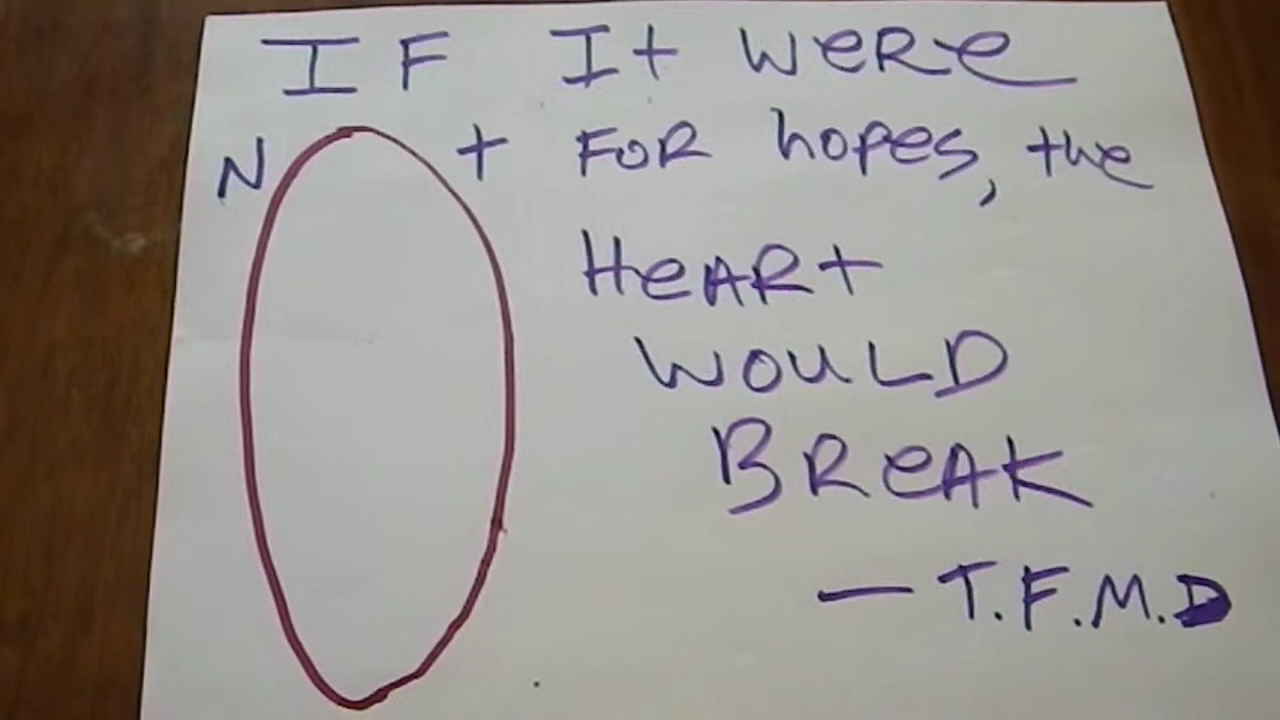 IF It WeRe
NOt FOR hopes, the
HeARt
WOULD
BReAK
— T.F.M.D